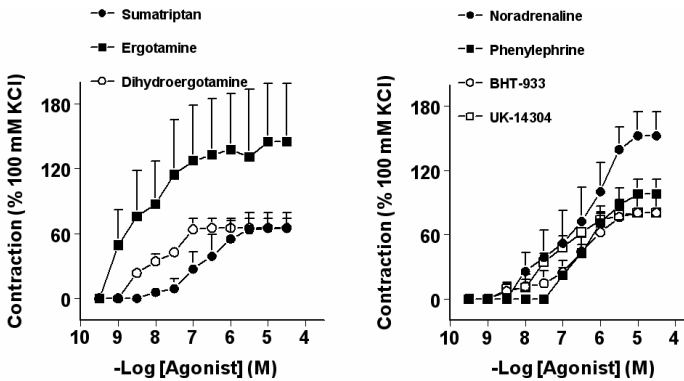 Sumatriptan
Ergotamine
Dihydroergotamine
Contraction (% 100 mM KCl)
180
120
60
0
10 9 8 7 6 5 4
-Log [Agonist] (M)
Noradrenaline
Phenylephrine
BHT-933
UK-14304
Contraction (% 100 mM KCl)
180
120
60
0
10 9 8 7 6 5 4
-Log [Agonist] (M)